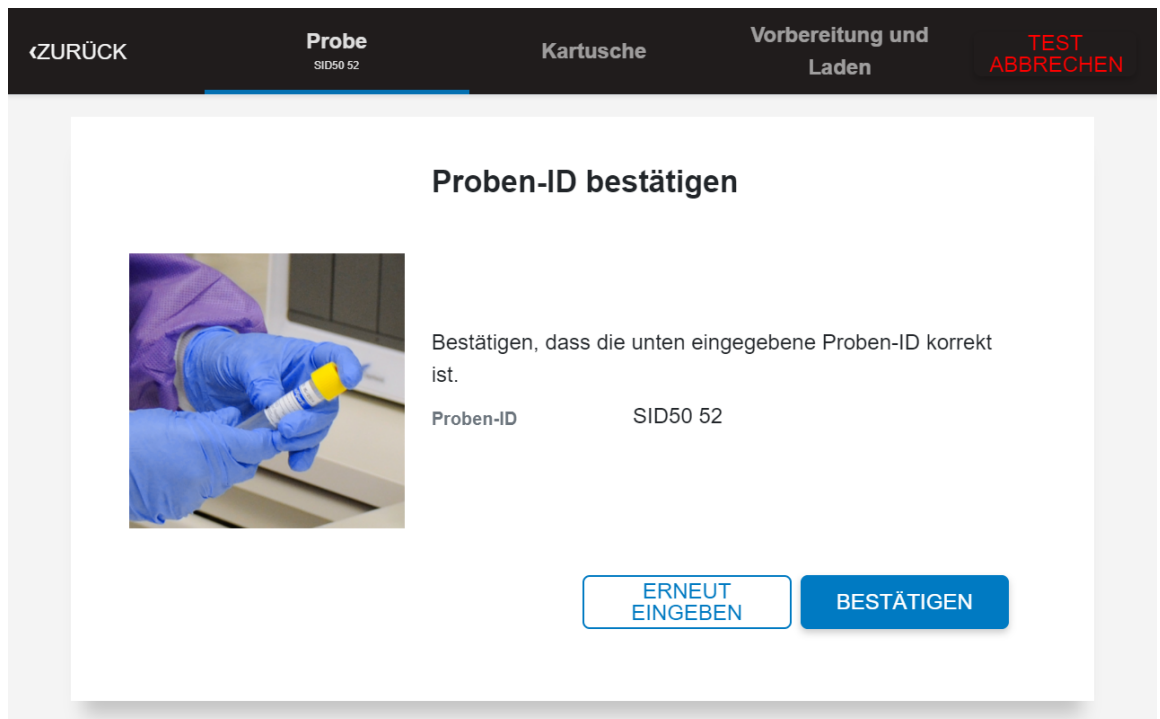 ‹ZURÜCK
Probe
SID50 52
Kartusche
Vorbereitung und
Laden
TEST
ABBRECHEN
Proben-ID bestätigen
Bestätigen, dass die unten eingegebene Proben-ID korrekt
ist.
Proben-ID SID50 52
ERNEUT
EINGEBEN
BESTÄTIGEN